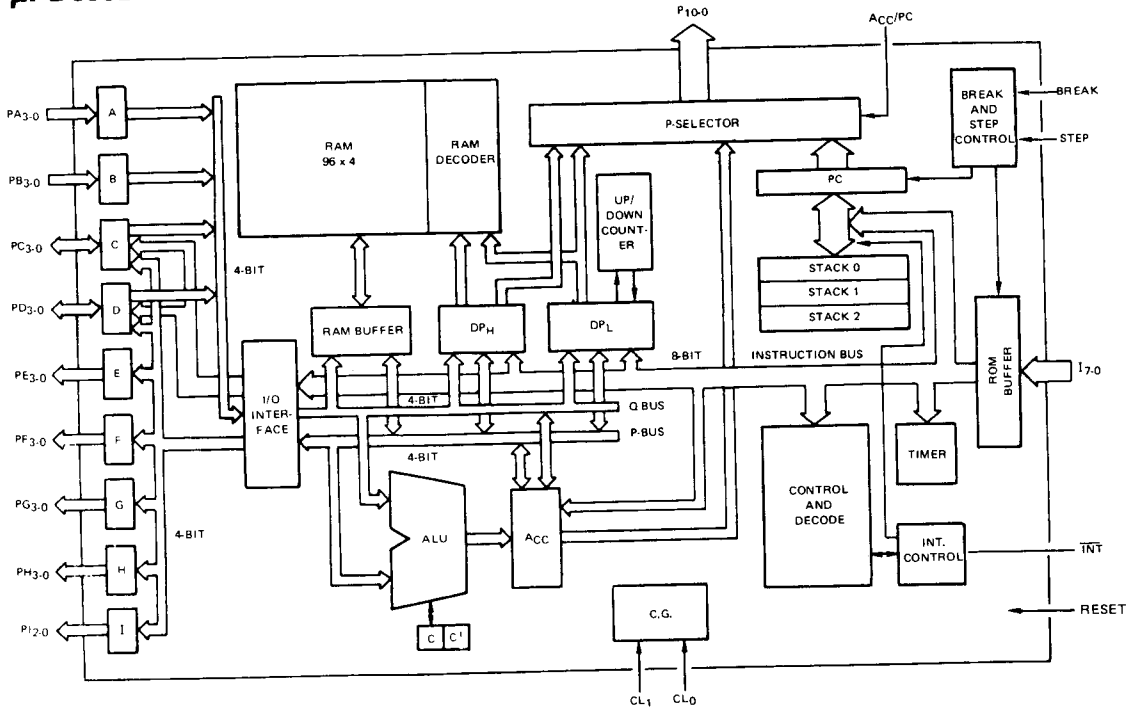 P10-0
ACC/PC
PA3-0
A
RAM
96 x 4
RAM
DECODER
P-SELECTOR
BREAK
AND
STEP
CONTROL
BREAK
STEP
PB3-0
B
PC
UP/
DOWN
COUNT-
ER
PC3-0
C
4-BIT
STACK 0
STACK 1
STACK 2
PD3-0
D
RAM BUFFER
DPH
DPL
8-BIT
INSTRUCTION BUS
ROM
BUFFER
I7-0
PE3-0
E
I/O
INTER-
FACE
4-BIT
Q-BUS
P-BUS
4-BIT
PF3-0
F
TIMER
PG3-0
G
4-BIT
ALU
ACC
CONTROL
AND
DECODE
INT.
CONTROL
INT
PH3-0
H
C.G.
RESET
PI2-0
I
C
C'
CL1
CL0